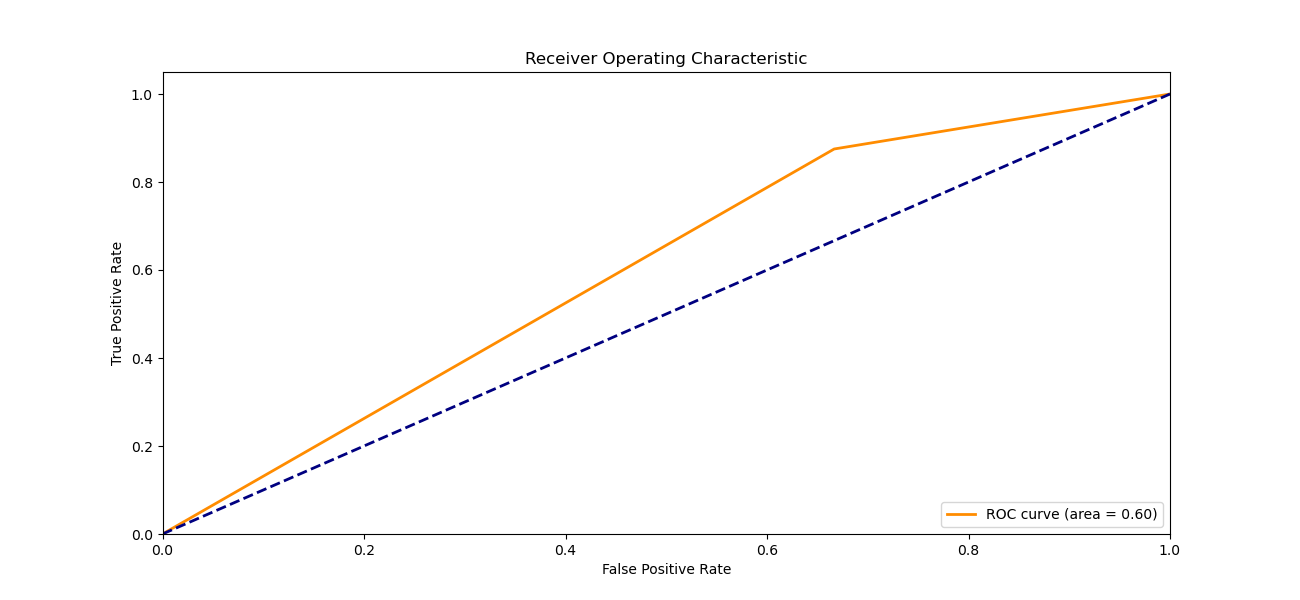 Receiver Operating Characteristic
True Positive Rate
1.0
0.8
0.6
0.4
0.2
0.0
ROC curve (area = 0.60)
0.0 0.2 0.4 0.6 0.8 1.0
False Positive Rate